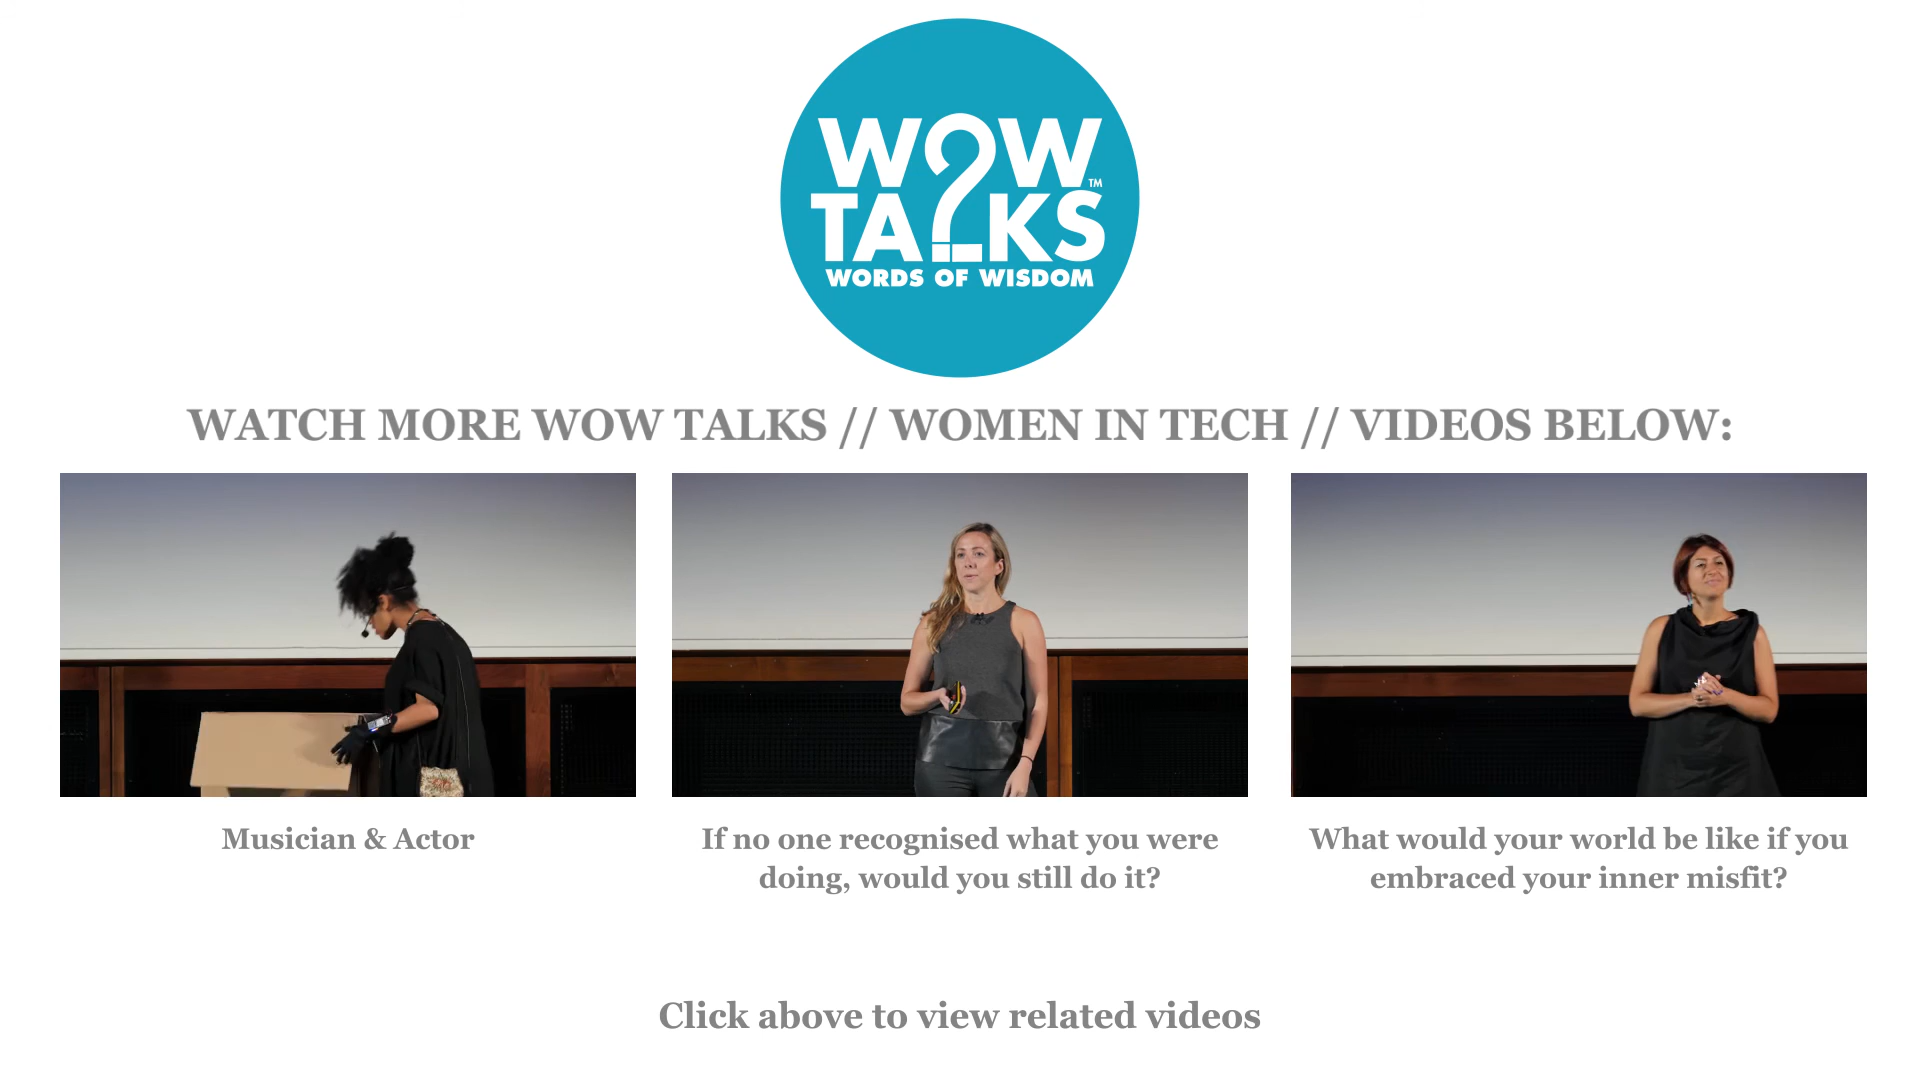 WOW
TALKS™
WORDS OF WISDOM
WATCH MORE WOW TALKS // WOMEN IN TECH // VIDEOS BELOW:
Musician & Actor
If no one recognised what you were
doing, would you still do it?
What would your world be like if you
embraced your inner misfit?
Click above to view related videos